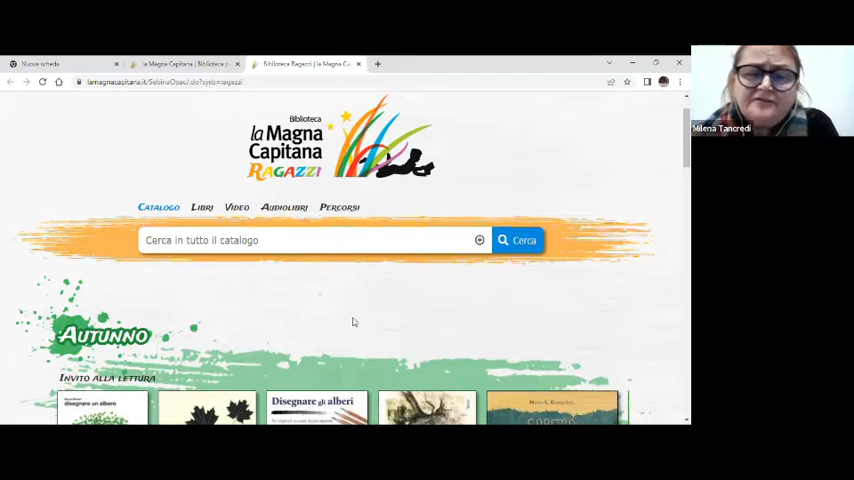 Nuova scheda
la Magna Capitana | Biblioteca p
Biblioteca Ragazzi | la Magna Ca
lamagnacapitana.it/SebinaOpac/.do?sysb=ragazzi
Milena Tancredi
Biblioteca
la Magna
Capitana
RAGAZZI
CATALOGO LIBRI VIDEO AUDIOLIBRI PERCORSI
Cerca in tutto il catalogo
Cerca
AUTUNNO
INVITO ALLA LETTURA
disegnare un albero
Disegnare gli alberi